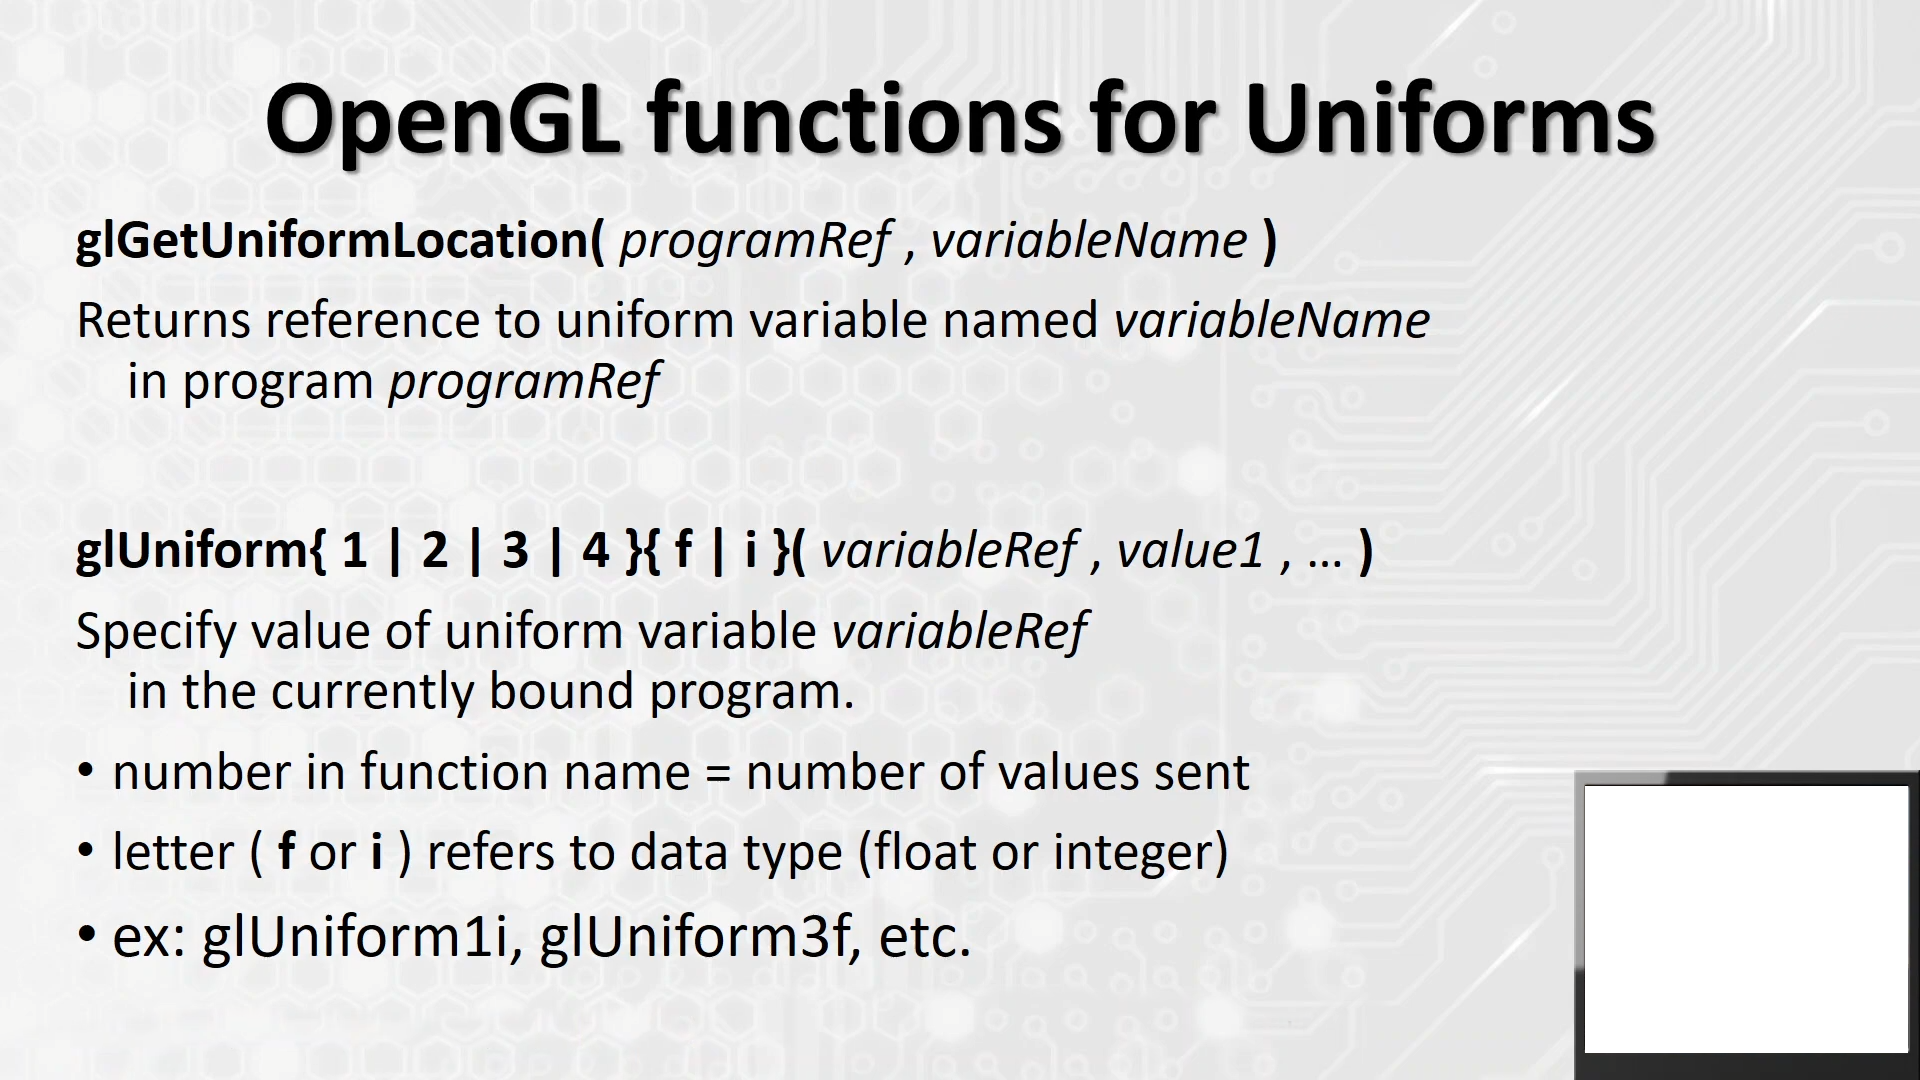 OpenGL functions for Uniforms
glGetUniformLocation( programRef , variableName )
Returns reference to uniform variable named variableName
in program programRef
glUniform{ 1 | 2 | 3 | 4 }{ f | i }( variableRef , value1 , … )
Specify value of uniform variable variableRef
in the currently bound program.
• number in function name = number of values sent
• letter ( f or i ) refers to data type (float or integer)
• ex: glUniform1i, glUniform3f, etc.